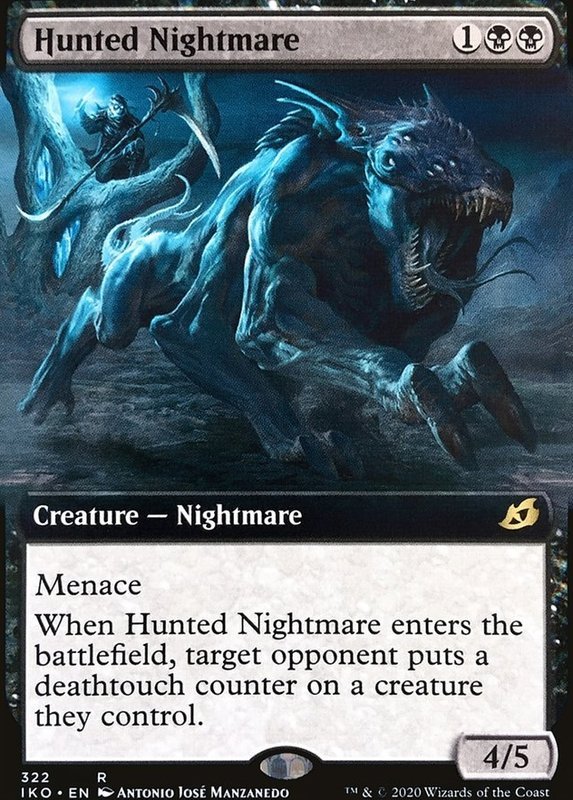 Hunted Nightmare 1
Creature — Nightmare
Menace
When Hunted Nightmare enters the
battlefield, target opponent puts a
deathtouch counter on a creature
they control.
4/5
322 R
IKO • EN Antonio José Manzanedo
™ & © 2020 Wizards of the Coast